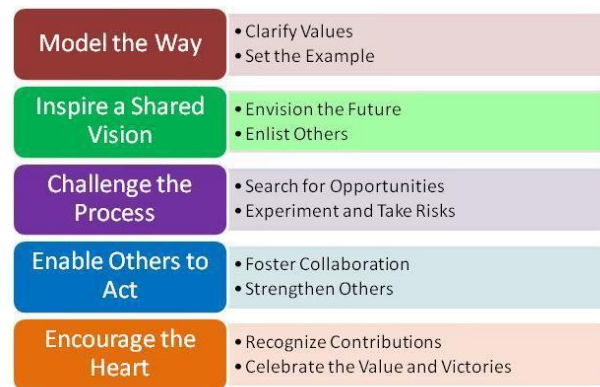 Model the Way
• Clarify Values
• Set the Example
Inspire a Shared
Vision
• Envision the Future
• Enlist Others
Challenge the
Process
• Search for Opportunities
• Experiment and Take Risks
Enable Others to
Act
• Foster Collaboration
• Strengthen Others
Encourage the
Heart
• Recognize Contributions
• Celebrate the Value and Victories